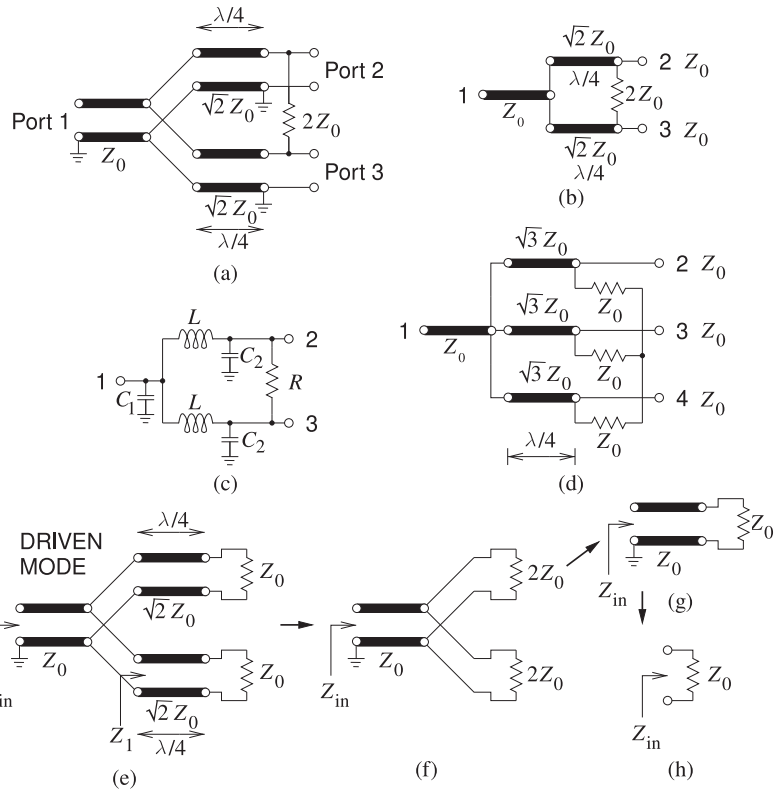 λ/4
Port 2
√2 Z0
Port 1
2Z0
Z0
Port 3
√2 Z0
λ/4
(a)
√2 Z0
2 Z0
λ/4
1
2Z0
Z0
3 Z0
√2 Z0
λ/4
(b)
L
2
C2
1
R
C1
L
3
C2
(c)
√3 Z0
2 Z0
Z0
√3 Z0
1
3 Z0
Z0
Z0
√3 Z0
4 Z0
Z0
λ/4
(d)
λ/4
DRIVEN
MODE
Z0
√2 Z0
Z0
Z0
in
√2 Z0
Z1
λ/4
(e)
2Z0
Z0
Zin
2Z0
(f)
Z0
Z0
Zin
(g)
Z0
Zin
(h)